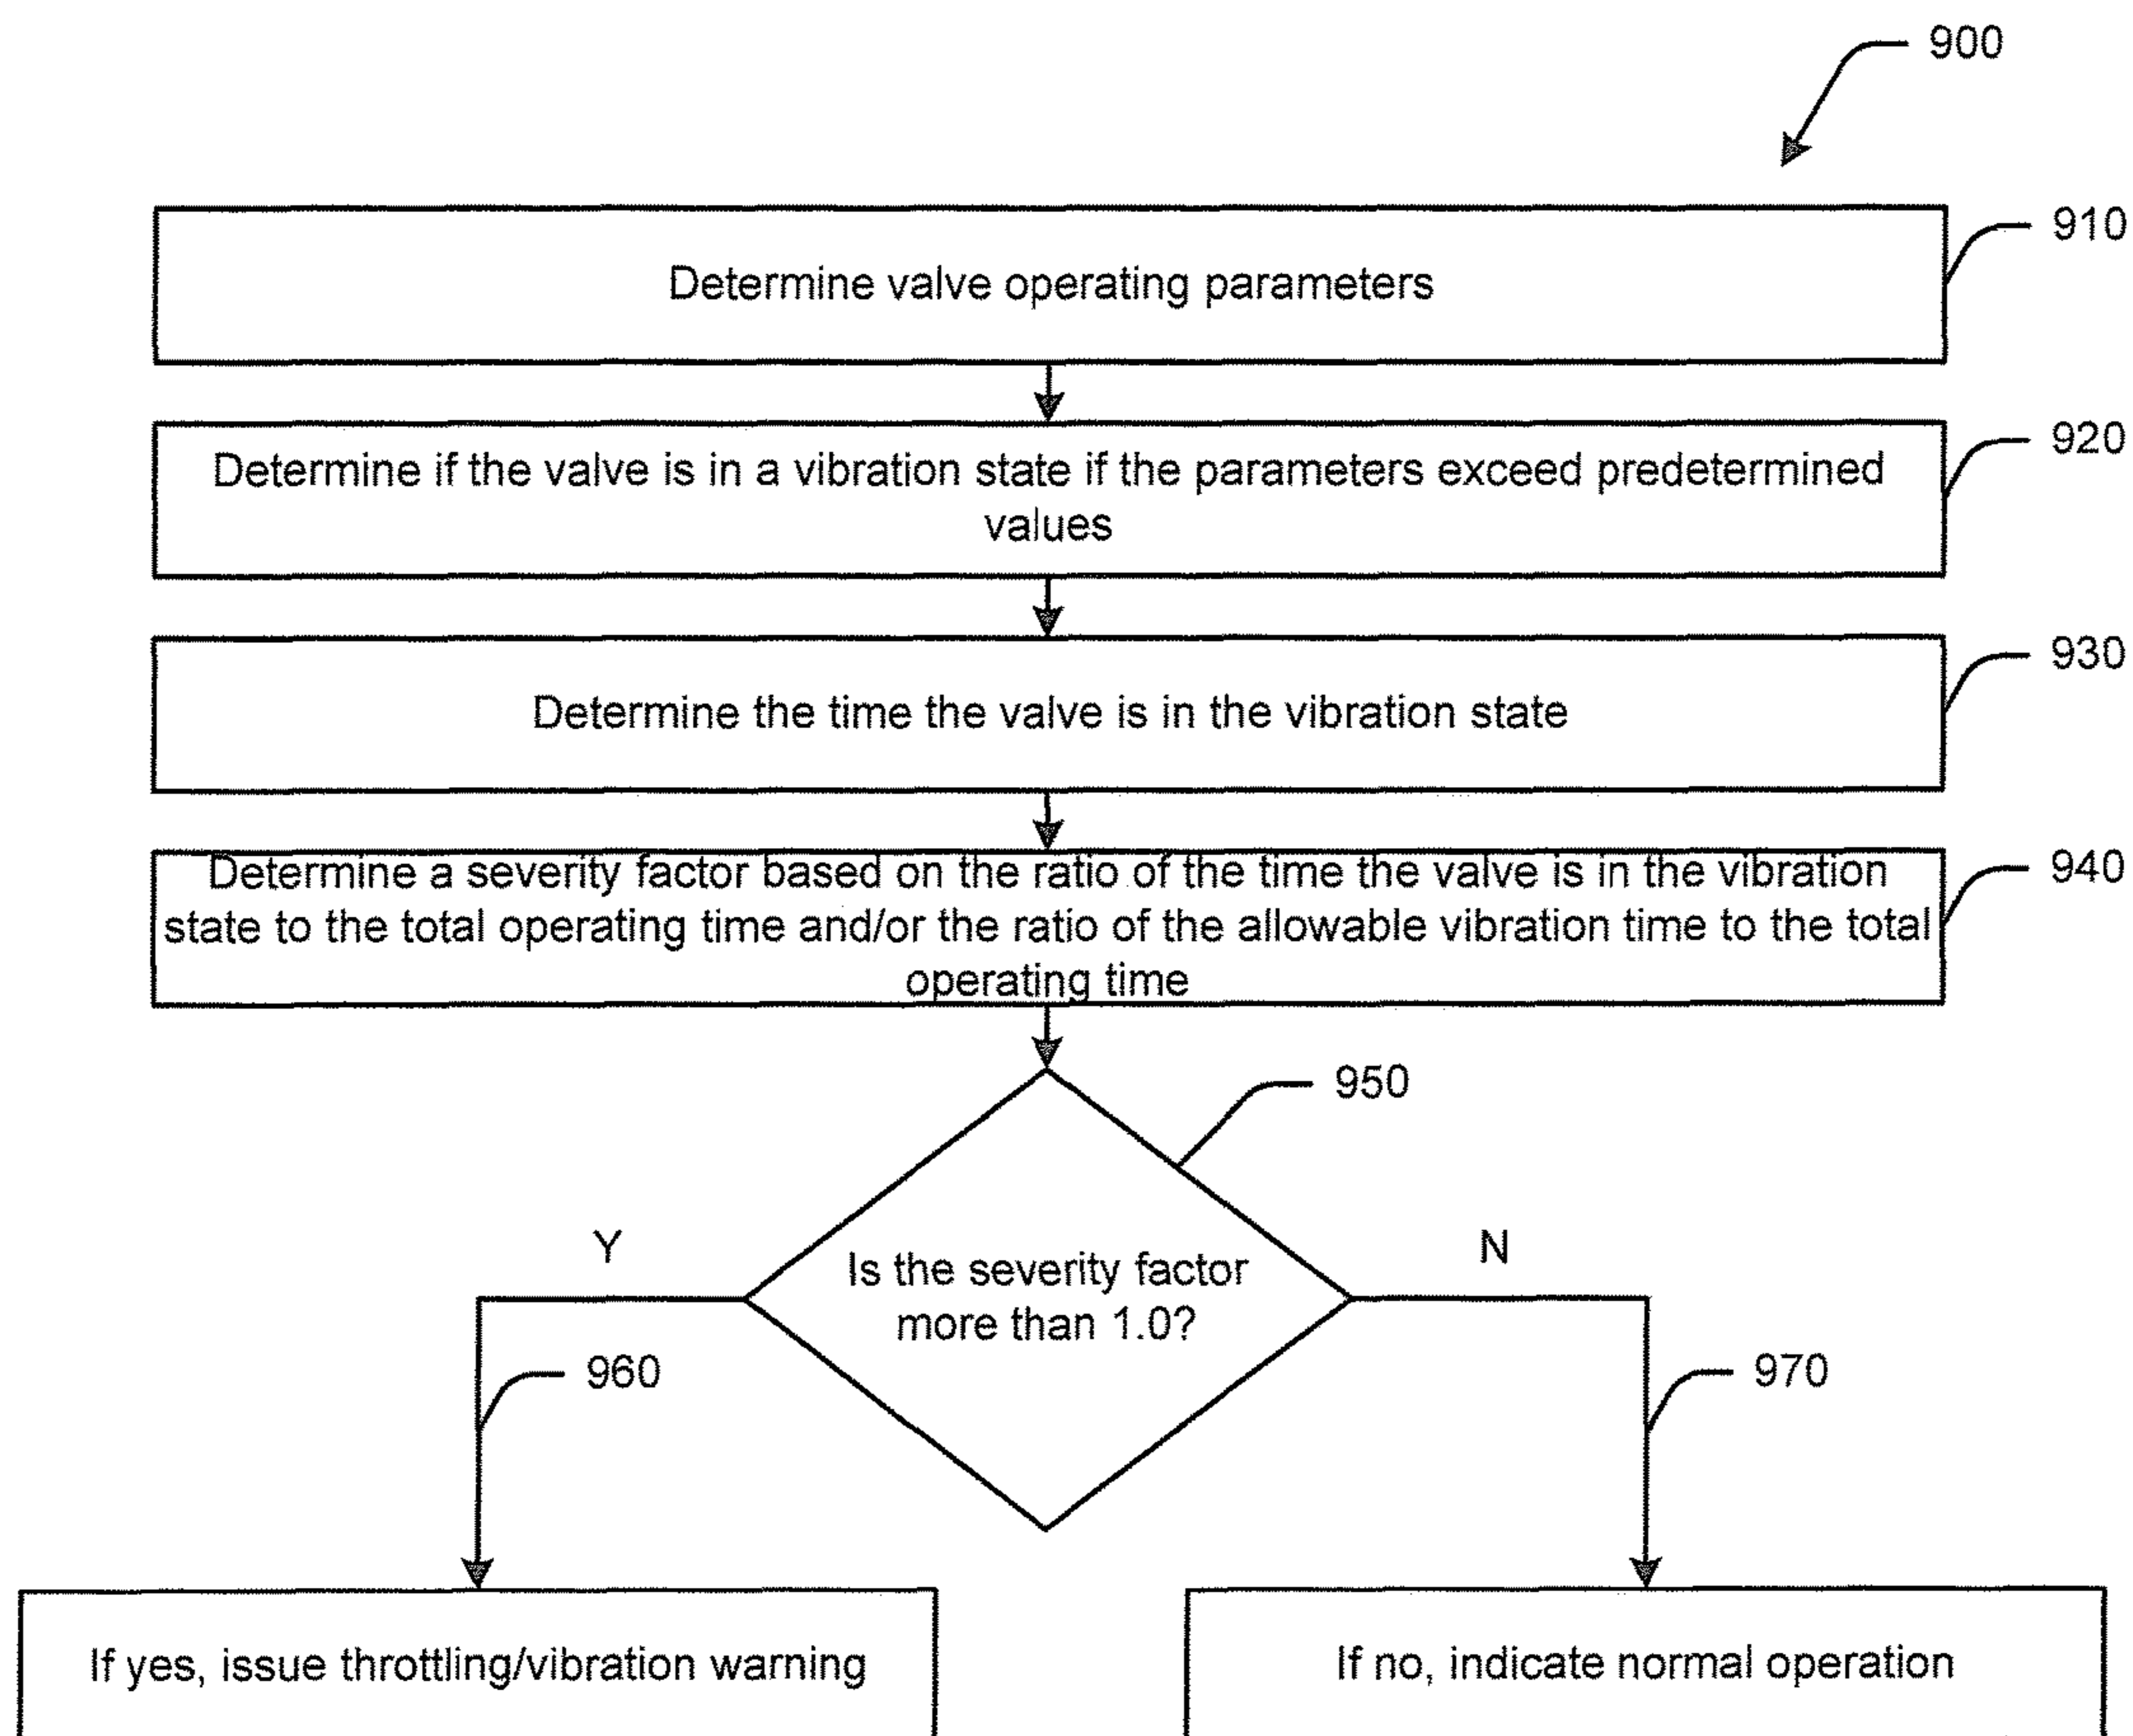 900
910
Determine valve operating parameters
920
Determine if the valve is in a vibration state if the parameters exceed predetermined
values
930
Determine the time the valve is in the vibration state
940
Determine a severity factor based on the ratio of the time the valve is in the vibration
state to the total operating time and/or the ratio of the allowable vibration time to the total
operating time
950
Y
N
Is the severity factor
more than 1.0?
960
970
If yes, issue throttling/vibration warning
If no, indicate normal operation